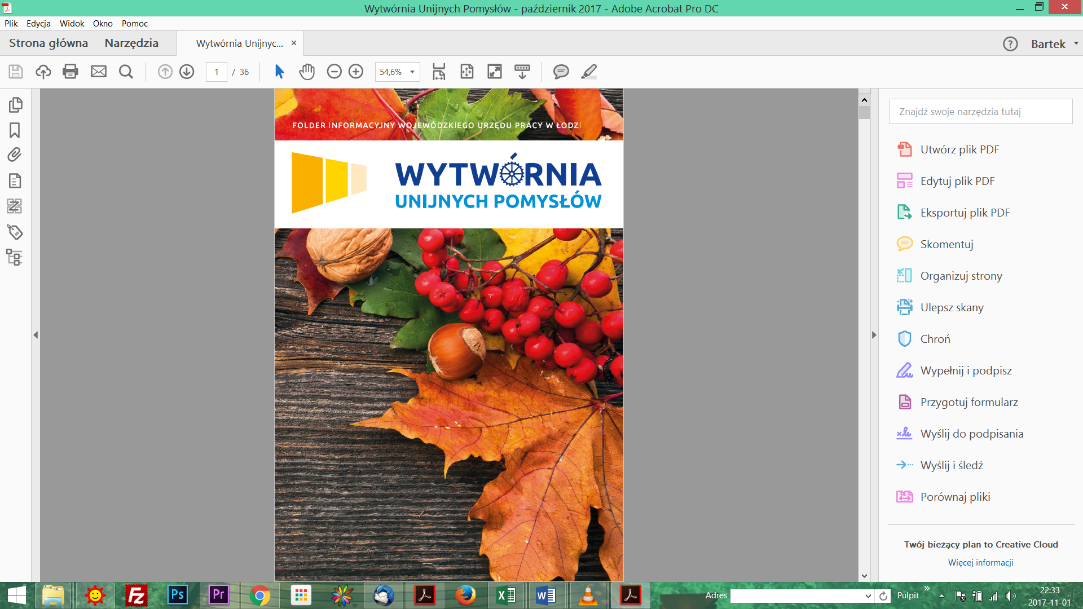 Wytwórnia Unijnych Pomysłów - październik 2017 - Adobe Acrobat Pro DC
Plik Edycja Widok Okno Pomoc
Strona główna Narzędzia Wytwórnia Unijnyc... × Bartek
1 / 36 54,6%
FOLDER INFORMACYJNY WOJEWÓDZKIEGO URZĘDU PRACY W ŁODZI
WYTWÓRNIA
UNIJNYCH POMYSŁÓW
Znajdź swoje narzędzia tutaj
Utwórz plik PDF
Edytuj plik PDF
Eksportuj plik PDF
Skomentuj
Organizuj strony
Ulepsz skany
Chroń
Wypełnij i podpisz
Przygotuj formularz
Wyślij do podpisania
Wyślij i śledź
Porównaj pliki
Twój bieżący plan to Creative Cloud
Więcej informacji
Fz Ps Pr Adres Pulpit » 22:33
2017-11-01